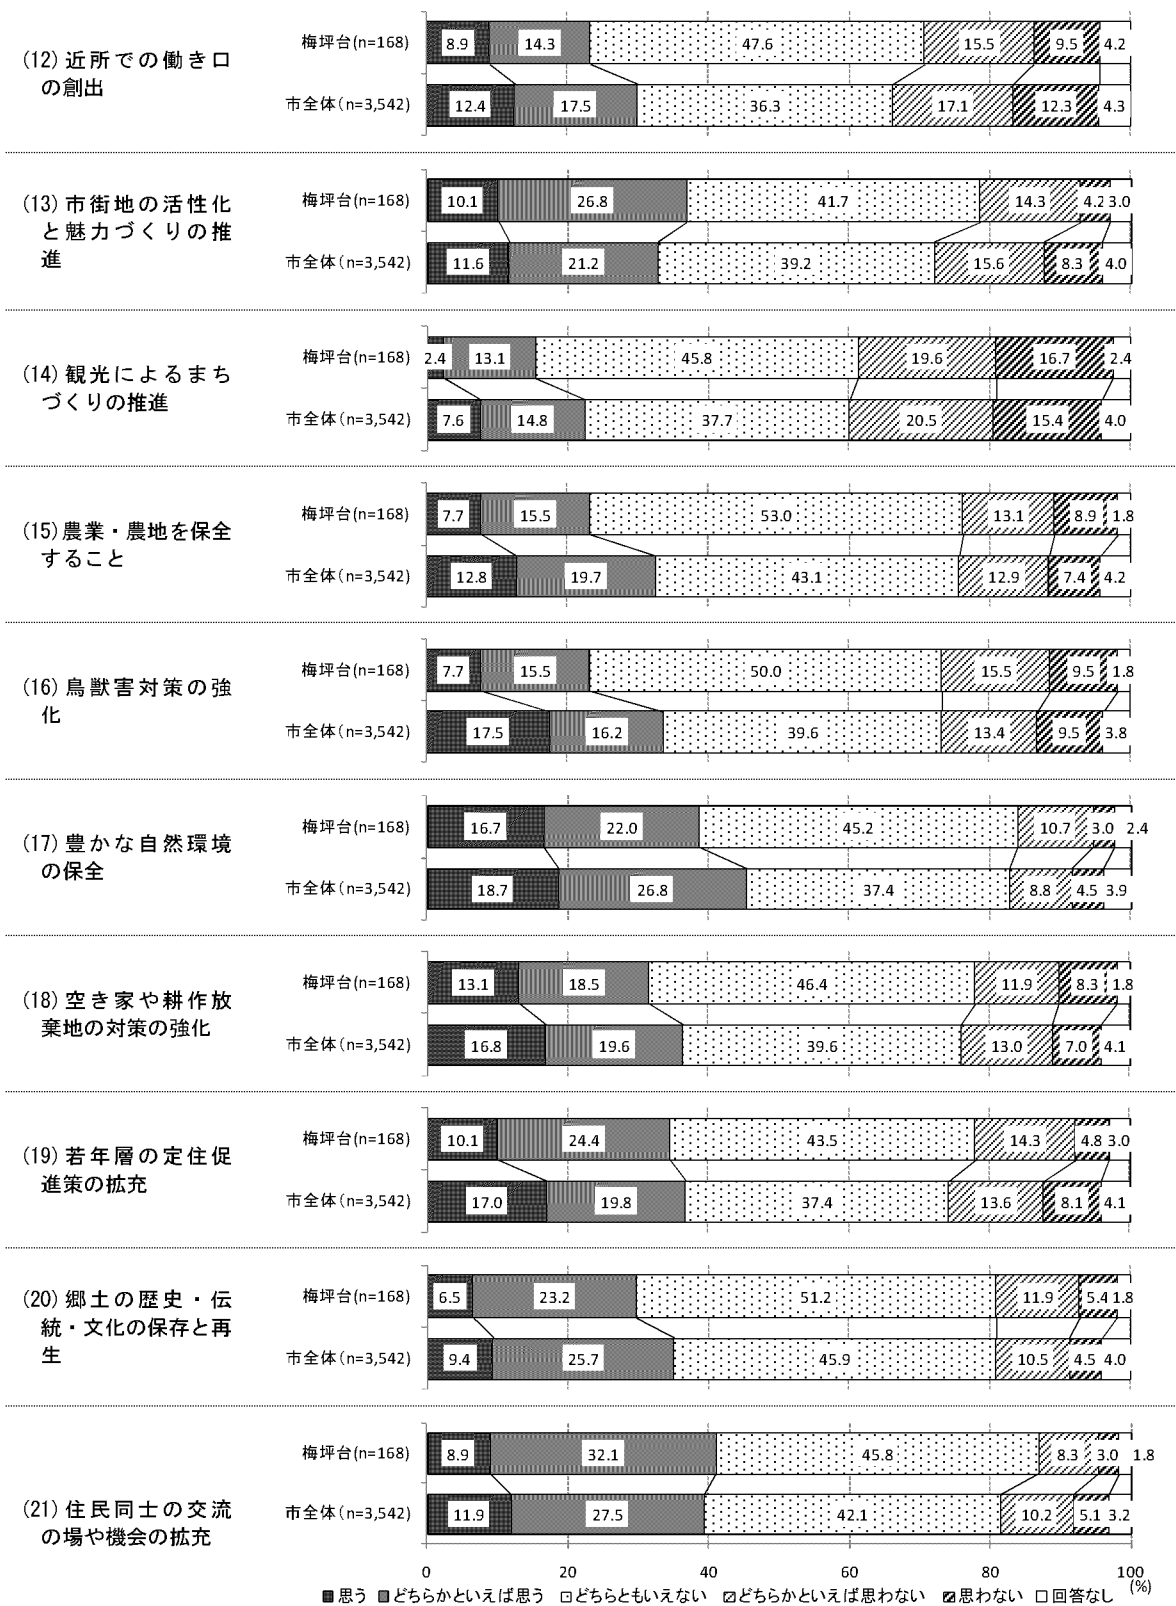 梅坪台(n=168) 8.9 14.3 47.6 15.5 9.5 4.2
(12)近所での働き口
の創出
市全体(n=3,542) 12.4 17.5 36.3 17.1 12.3 4.3
梅坪台(n=168) 10.1 26.8 41.7 14.3 4.2 3.0
(13)市街地の活性化
と魅力づくりの推
進
市全体(n=3,542) 11.6 21.2 39.2 15.6 8.3 4.0
梅坪台(n=168) 2.4 13.1 45.8 19.6 16.7 2.4
(14)観光によるまち
づくりの推進
市全体(n=3,542) 7.6 14.8 37.7 20.5 15.4 4.0
梅坪台(n=168) 7.7 15.5 53.0 13.1 8.9 1.8
(15)農業・農地を保全
すること
市全体(n=3,542) 12.8 19.7 43.1 12.9 7.4 4.2
梅坪台(n=168) 7.7 15.5 50.0 15.5 9.5 1.8
(16)鳥獣害対策の強
化
市全体(n=3,542) 17.5 16.2 39.6 13.4 9.5 3.8
梅坪台(n=168) 16.7 22.0 45.2 10.7 3.0 2.4
(17)豊かな自然環境
の保全
市全体(n=3,542) 18.7 26.8 37.4 8.8 4.5 3.9
梅坪台(n=168) 13.1 18.5 46.4 11.9 8.3 1.8
(18)空き家や耕作放
棄地の対策の強化
市全体(n=3,542) 16.8 19.6 39.6 13.0 7.0 4.1
梅坪台(n=168) 10.1 24.4 43.5 14.3 4.8 3.0
(19)若年層の定住促
進策の拡充
市全体(n=3,542) 17.0 19.8 37.4 13.6 8.1 4.1
梅坪台(n=168) 6.5 23.2 51.2 11.9 5.4 1.8
(20)郷土の歴史・伝
統・文化の保存と再
生
市全体(n=3,542) 9.4 25.7 45.9 10.5 4.5 4.0
梅坪台(n=168) 8.9 32.1 45.8 8.3 3.0 1.8
(21)住民同士の交流
の場や機会の拡充
市全体(n=3,542) 11.9 27.5 42.1 10.2 5.1 3.2
0 20 40 60 80 100
(%)
思う どちらかといえば思う どちらともいえない どちらかといえば思わない 思わない 回答なし